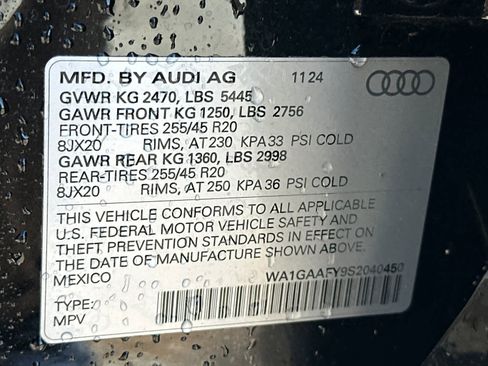 MFD. BY AUDI AG 11 24
GVWR KG 2470, LBS 5445
GAWR FRONT KG 1250, LBS 2756
FRONT-TIRES 255/45 R20
8JX20 RIMS, AT 230 KPA 33 PSI COLD
GAWR REAR KG 1360, LBS 2998
REAR-TIRES 255/45 R20
8JX20 RIMS, AT 250 KPA 36 PSI COLD
THIS VEHICLE CONFORMS TO ALL APPLICABLE
U.S. FEDERAL MOTOR VEHICLE SAFETY AND
THEFT PREVENTION STANDARDS IN EFFECT ON
THE DATE OF MANUFACTURE SHOWN ABOVE.
MEXICO WA1GAAFY9S2040450
TYPE:
MPV